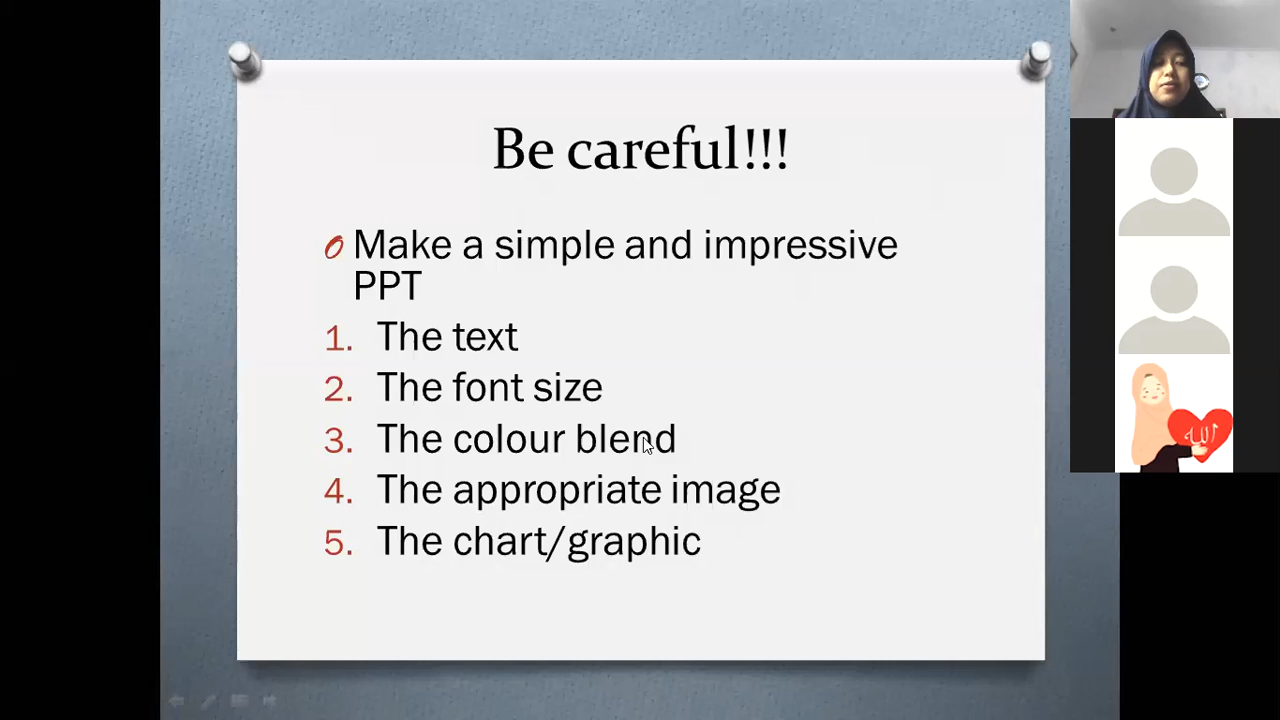 Be careful!!!
Make a simple and impressive
PPT
1. The text
2. The font size
3. The colour blend
4. The appropriate image
5. The chart/graphic
الله